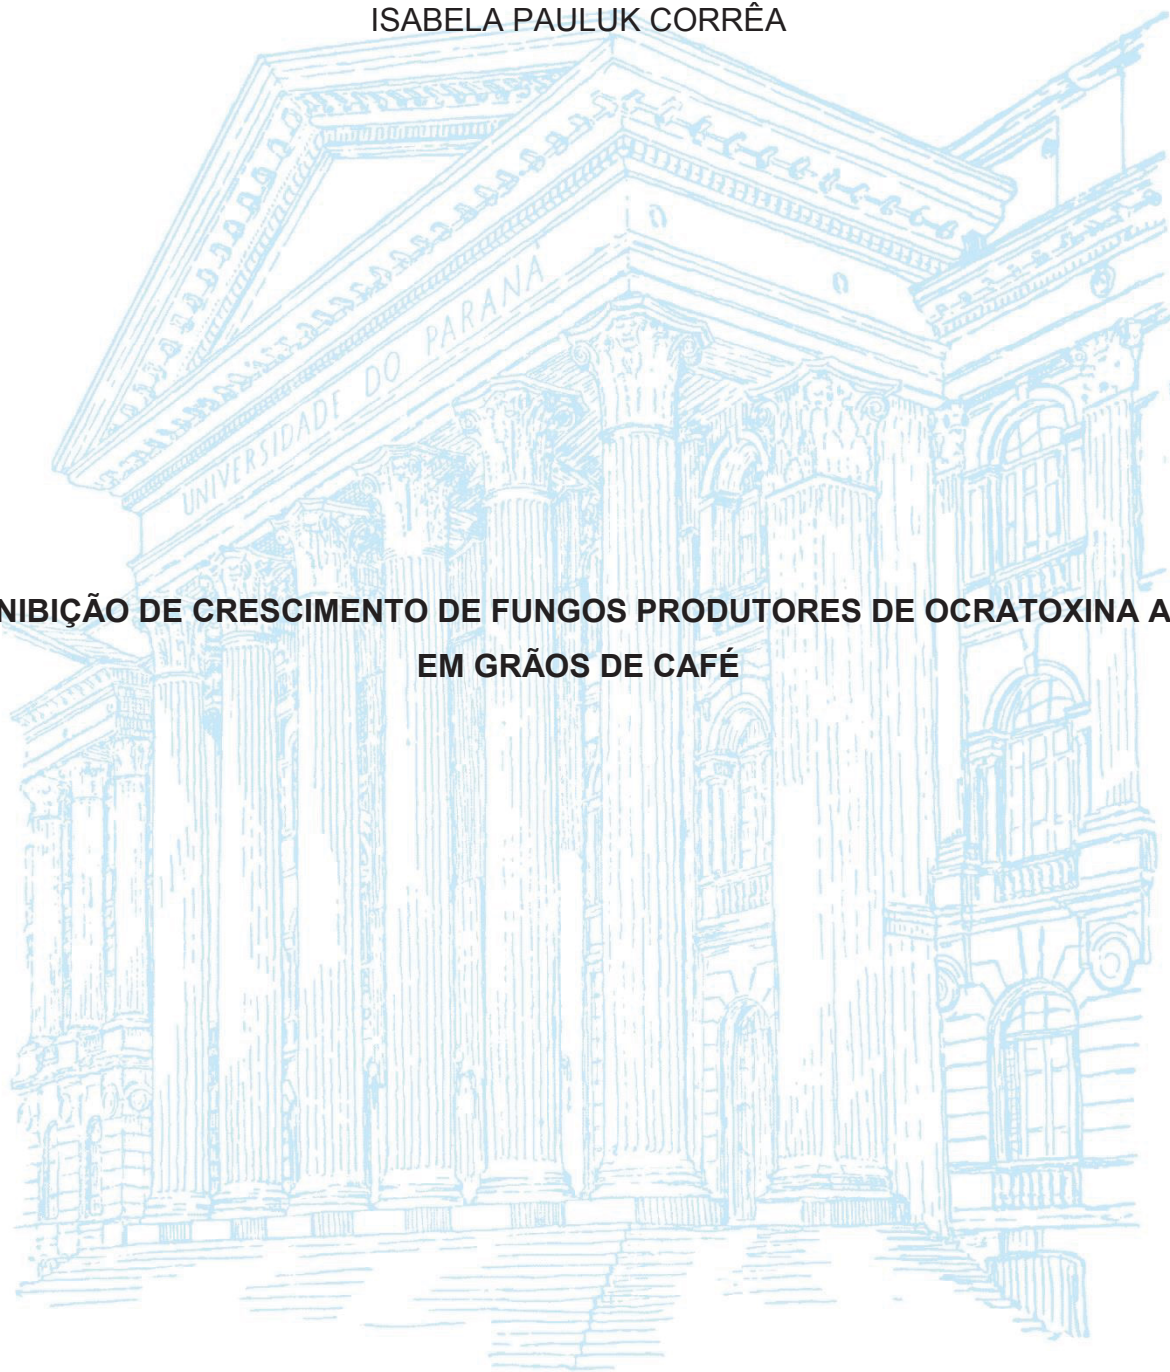 ISABELA PAULUK CORRÊA
UNIVERSIDADE DO PARANÁ
NIBIÇÃO DE CRESCIMENTO DE FUNGOS PRODUTORES DE OCRATOXINA A
EM GRÃOS DE CAFÉ